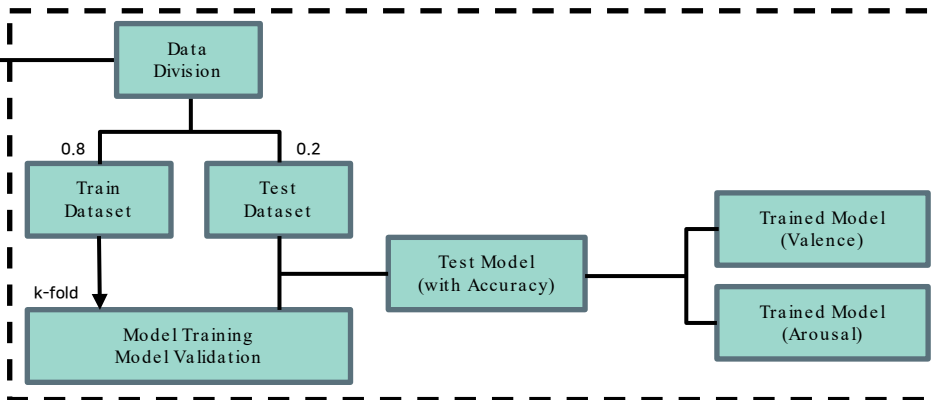 Data
Division
0.8
0.2
Train
Dataset
Test
Dataset
k-fold
Model Training
Model Validation
Test Model
(with Accuracy)
Trained Model
(Valence)
Trained Model
(Arousal)